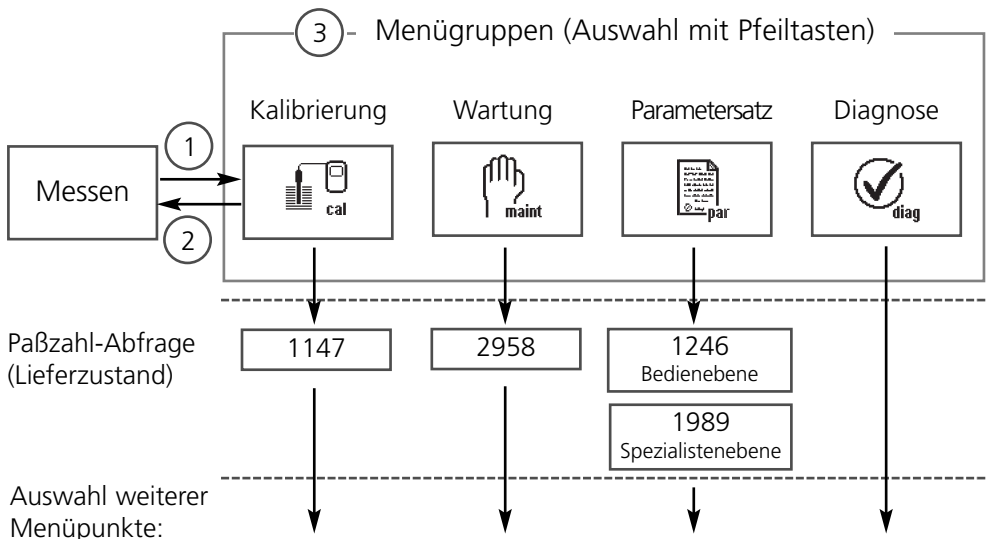 3 Menügruppen (Auswahl mit Pfeiltasten)
Kalibrierung Wartung Parametersatz Diagnose
1
Messen
cal maint par diag
2
Paßzahl-Abfrage
(Lieferzustand)
1147 2958 1246
Bedienebene
1989
Spezialistenebene
Auswahl weiterer
Menüpunkte: